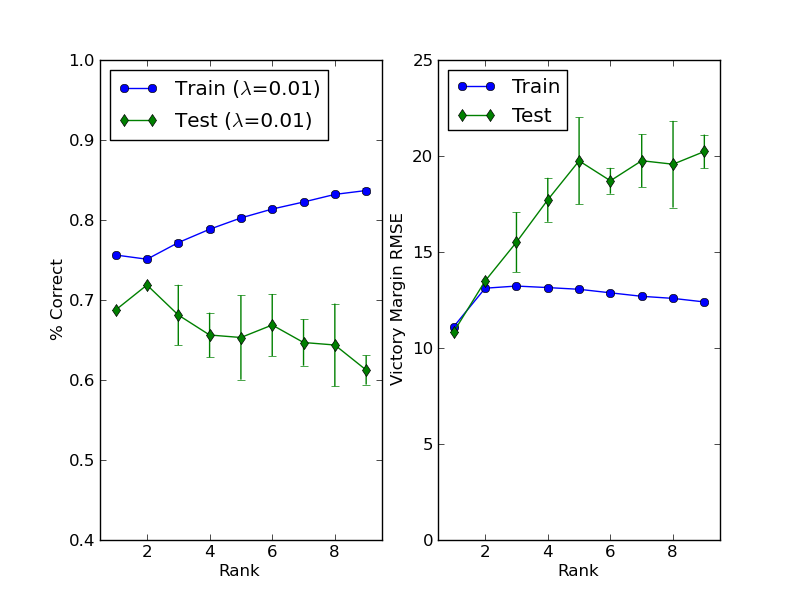 1.0
0.9
0.8
0.7
0.6
0.5
0.4
% Correct
Train (λ=0.01)
Test (λ=0.01)
2 4 6 8
Rank
25
20
15
10
5
0
Victory Margin RMSE
Train
Test
2 4 6 8
Rank